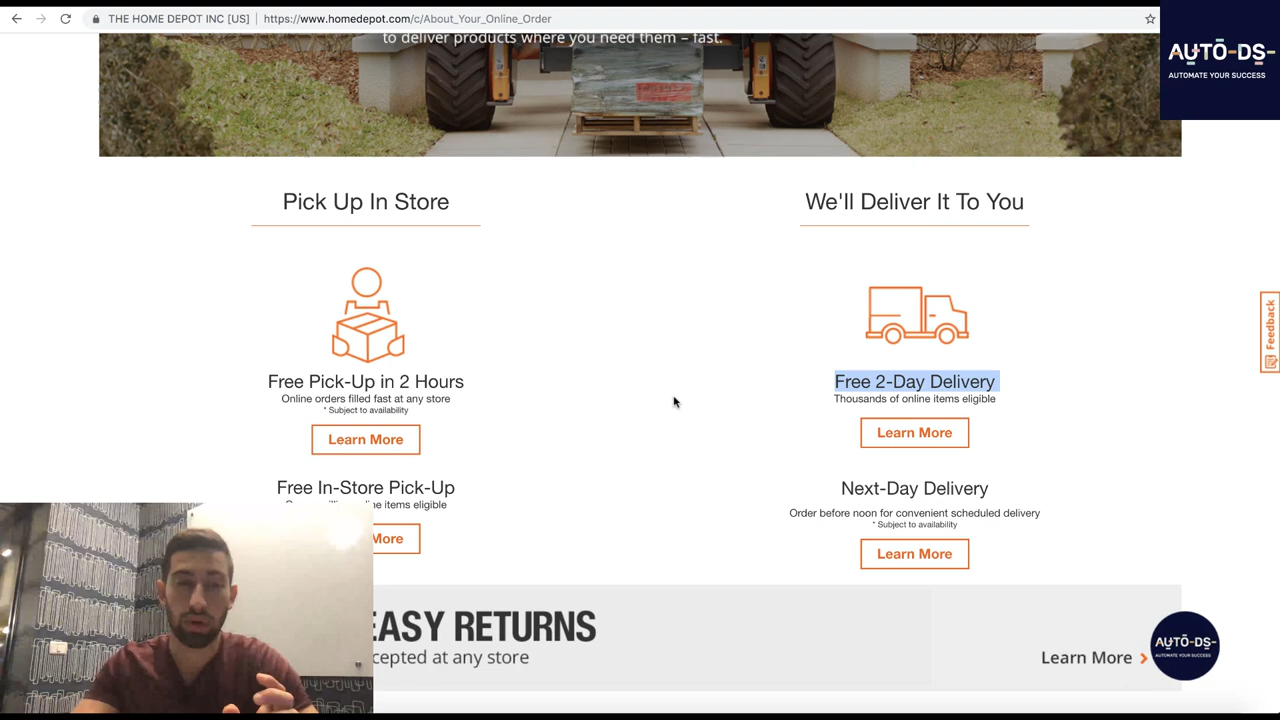 THE HOME DEPOT INC [US]
https://www.homedepot.com/c/About_Your_Online_Order
AUTO-DS-
AUTOMATE YOUR SUCCESS
to deliver products where you need them – fast.
Pick Up In Store
We'll Deliver It To You
Feedback
Free Pick-Up in 2 Hours
Online orders filled fast at any store
* Subject to availability
Learn More
Free 2-Day Delivery
Thousands of online items eligible
Learn More
Free In-Store Pick-Up
online items eligible
More
Next-Day Delivery
Order before noon for convenient scheduled delivery
* Subject to availability
Learn More
EASY RETURNS
accepted at any store
Learn More
AUTO-DS-
AUTOMATE YOUR SUCCESS